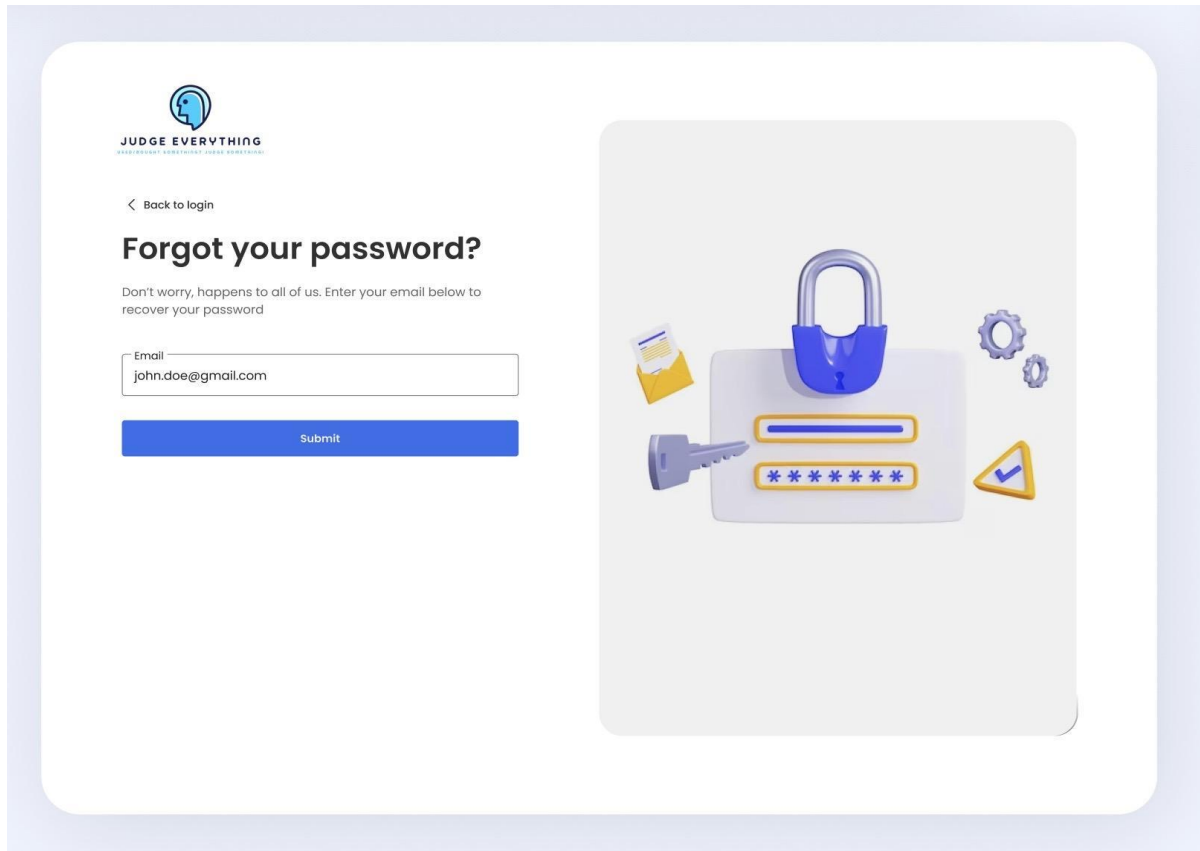 JUDGE EVERYTHING
Back to login
Forgot your password?
Don't worry, happens to all of us. Enter your email below to
recover your password
Email
john.doe@gmail.com
Submit
*******